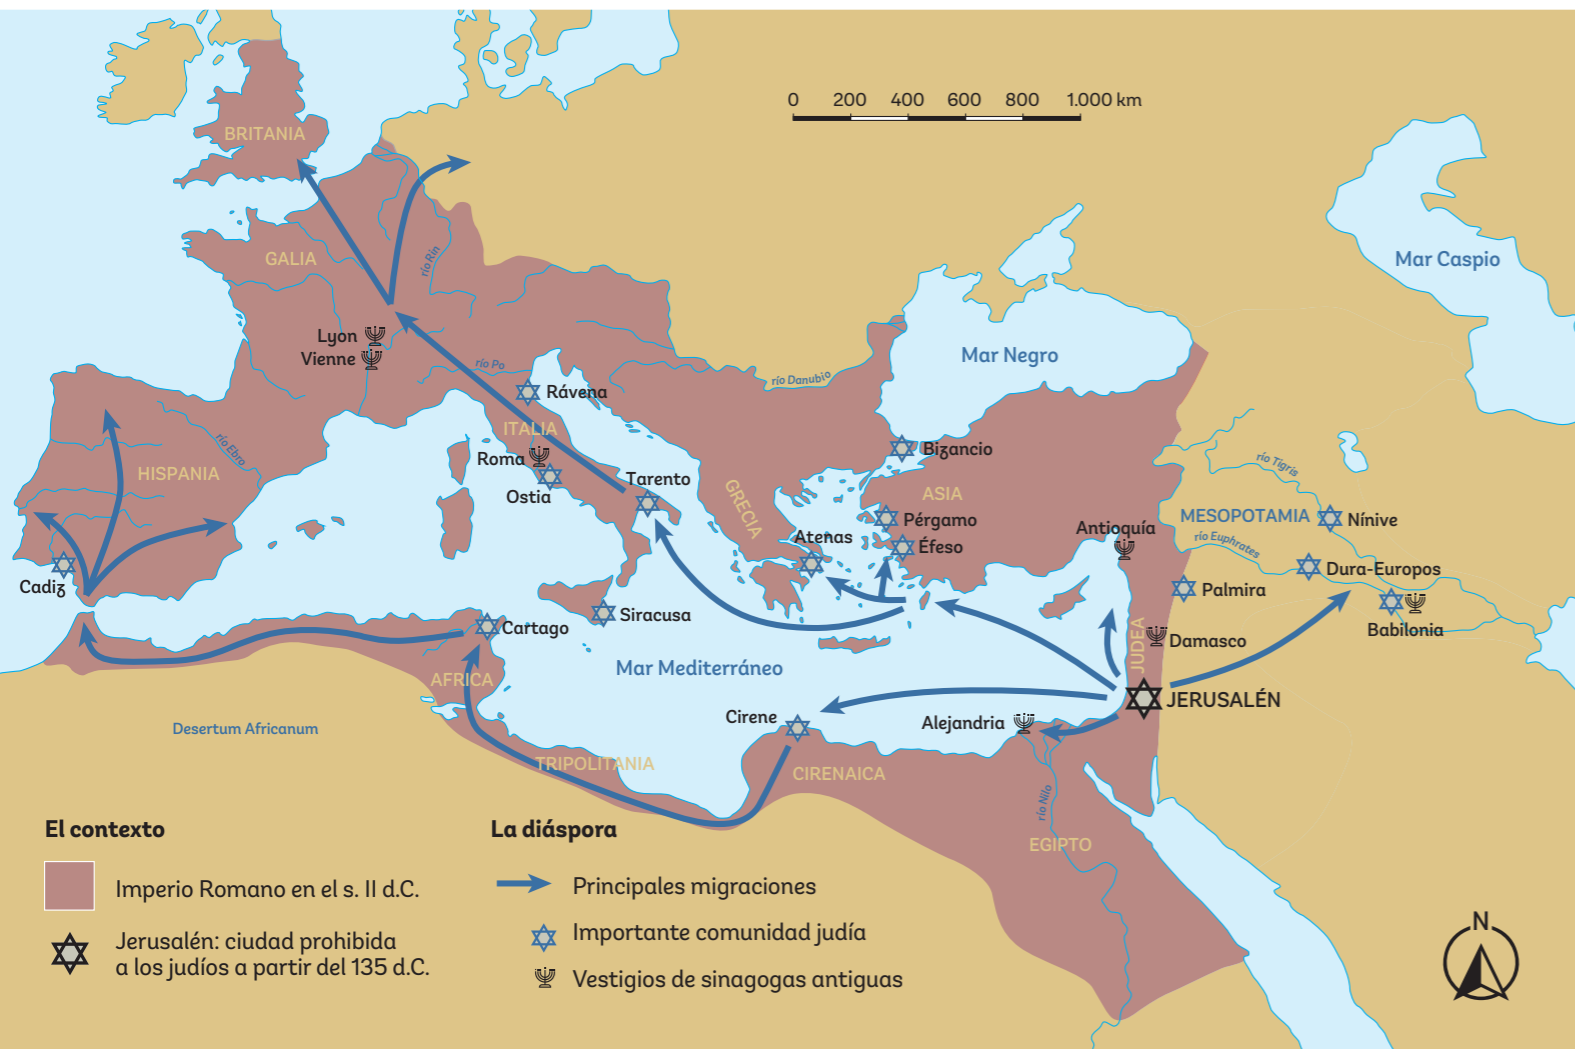 0 200 400 600 800 1.000 km
BRITANIA
GALIA
río Rin
Mar Caspio
Lyon
Vienne
río Po
Mar Negro
río Danubio
Rávena
ITALIA
Roma
Ostia
Tarento
río Ebro
HISPANIA
Cadiz
GRECIA
Bizancio
ASIA
Pérgamo
Atenas
Éfeso
Antioquía
río Tigris
MESOPOTAMIA
Nínive
río Euphrates
Dura-Europos
Palmira
Babilonia
Siracusa
Cartago
Mar Mediterráneo
JUDEA
Damasco
AFRICA
JERUSALÉN
Desertum Africanum
Cirene
Alejandria
TRIPOLITANIA
CIRENAICA
río Nilo
EGIPTO
El contexto
Imperio Romano en el s. II d.C.
Jerusalén: ciudad prohibida
a los judíos a partir del 135 d.C.
La diáspora
Principales migraciones
Importante comunidad judía
Vestigios de sinagogas antiguas
N